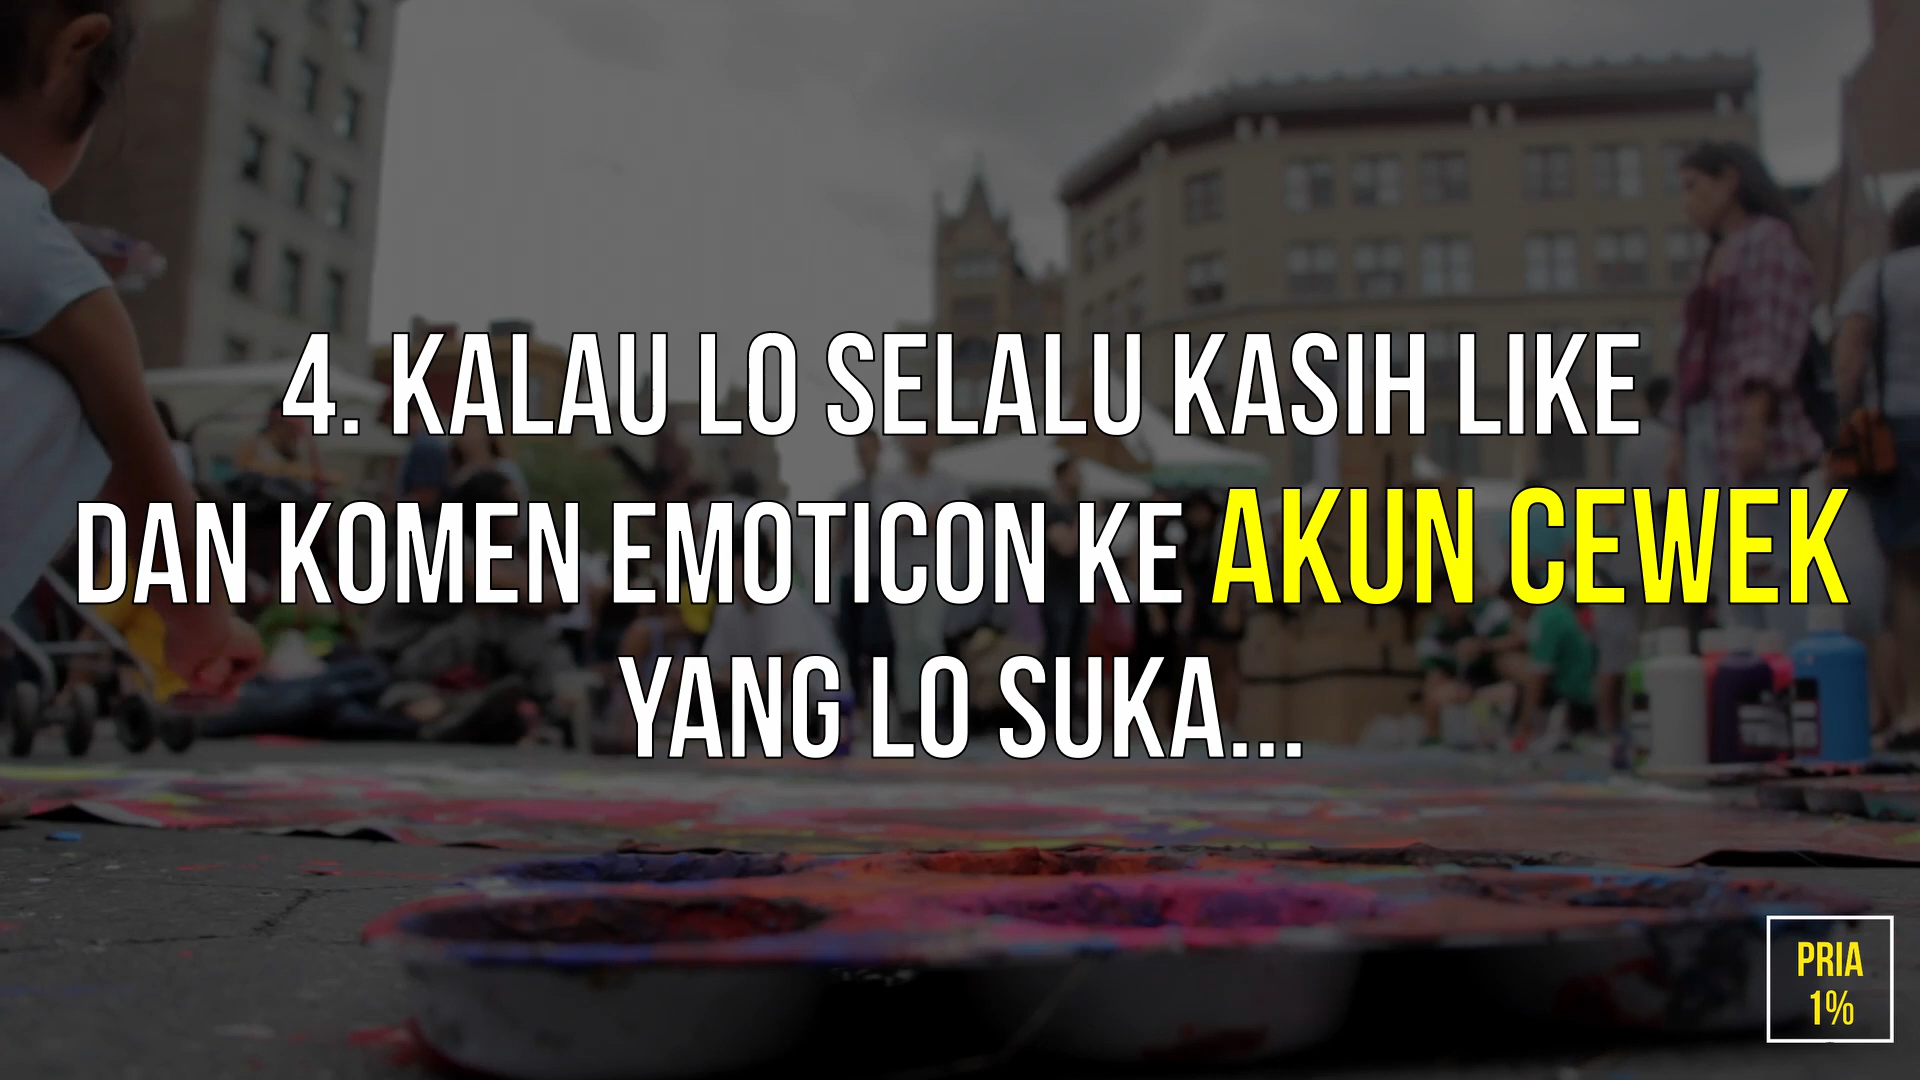 4. KALAU LO SELALU KASIH LIKE
DAN KOMEN EMOTICON KE AKUN CEWEK
YANG LO SUKA...
PRIA
1%